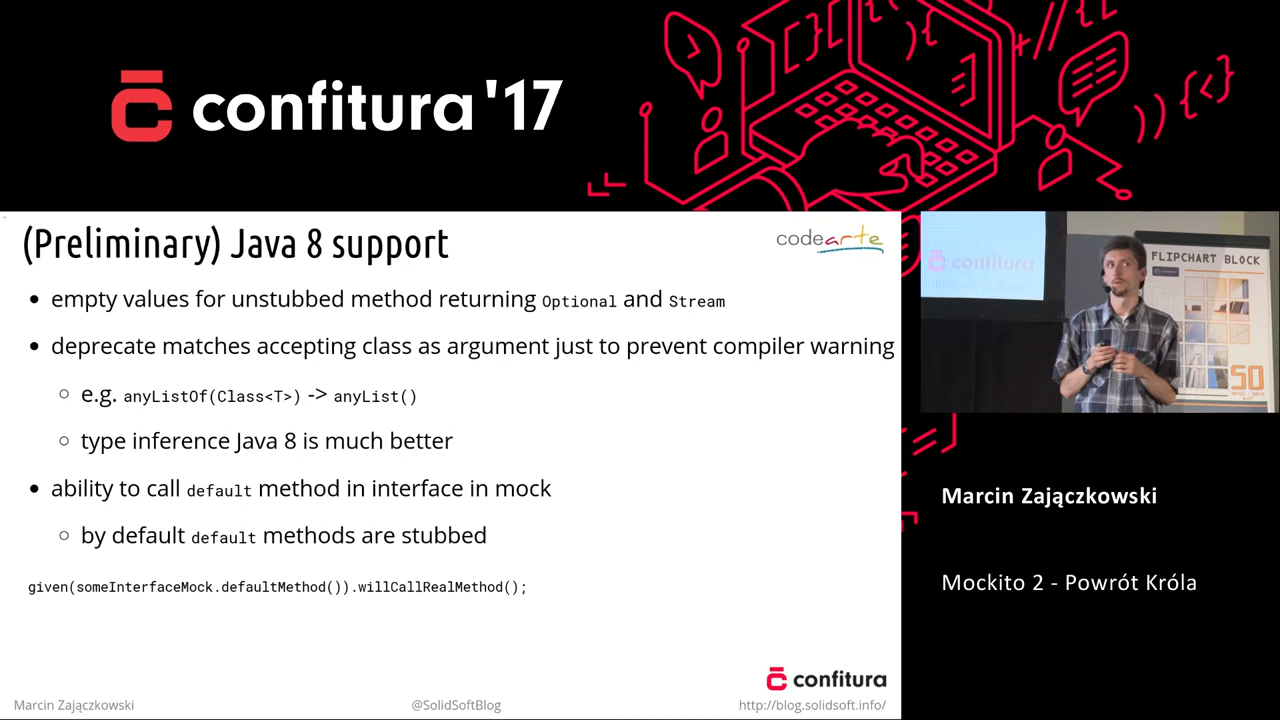 confitura '17
(Preliminary) Java 8 support
codearte
• empty values for unstubbed method returning Optional and Stream
• deprecate matches accepting class as argument just to prevent compiler warning
○ e.g. anyListOf(Class<T>) -> anyList()
○ type inference Java 8 is much better
• ability to call default method in interface in mock
○ by default default methods are stubbed
given(someInterfaceMock.defaultMethod()).willCallRealMethod();
confitura
Marcin Zajączkowski
@SolidSoftBlog
http://blog.solidsoft.info/
confitura
FLIPCHART BLOCK
50
Marcin Zajączkowski
Mockito 2 - Powrót Króla